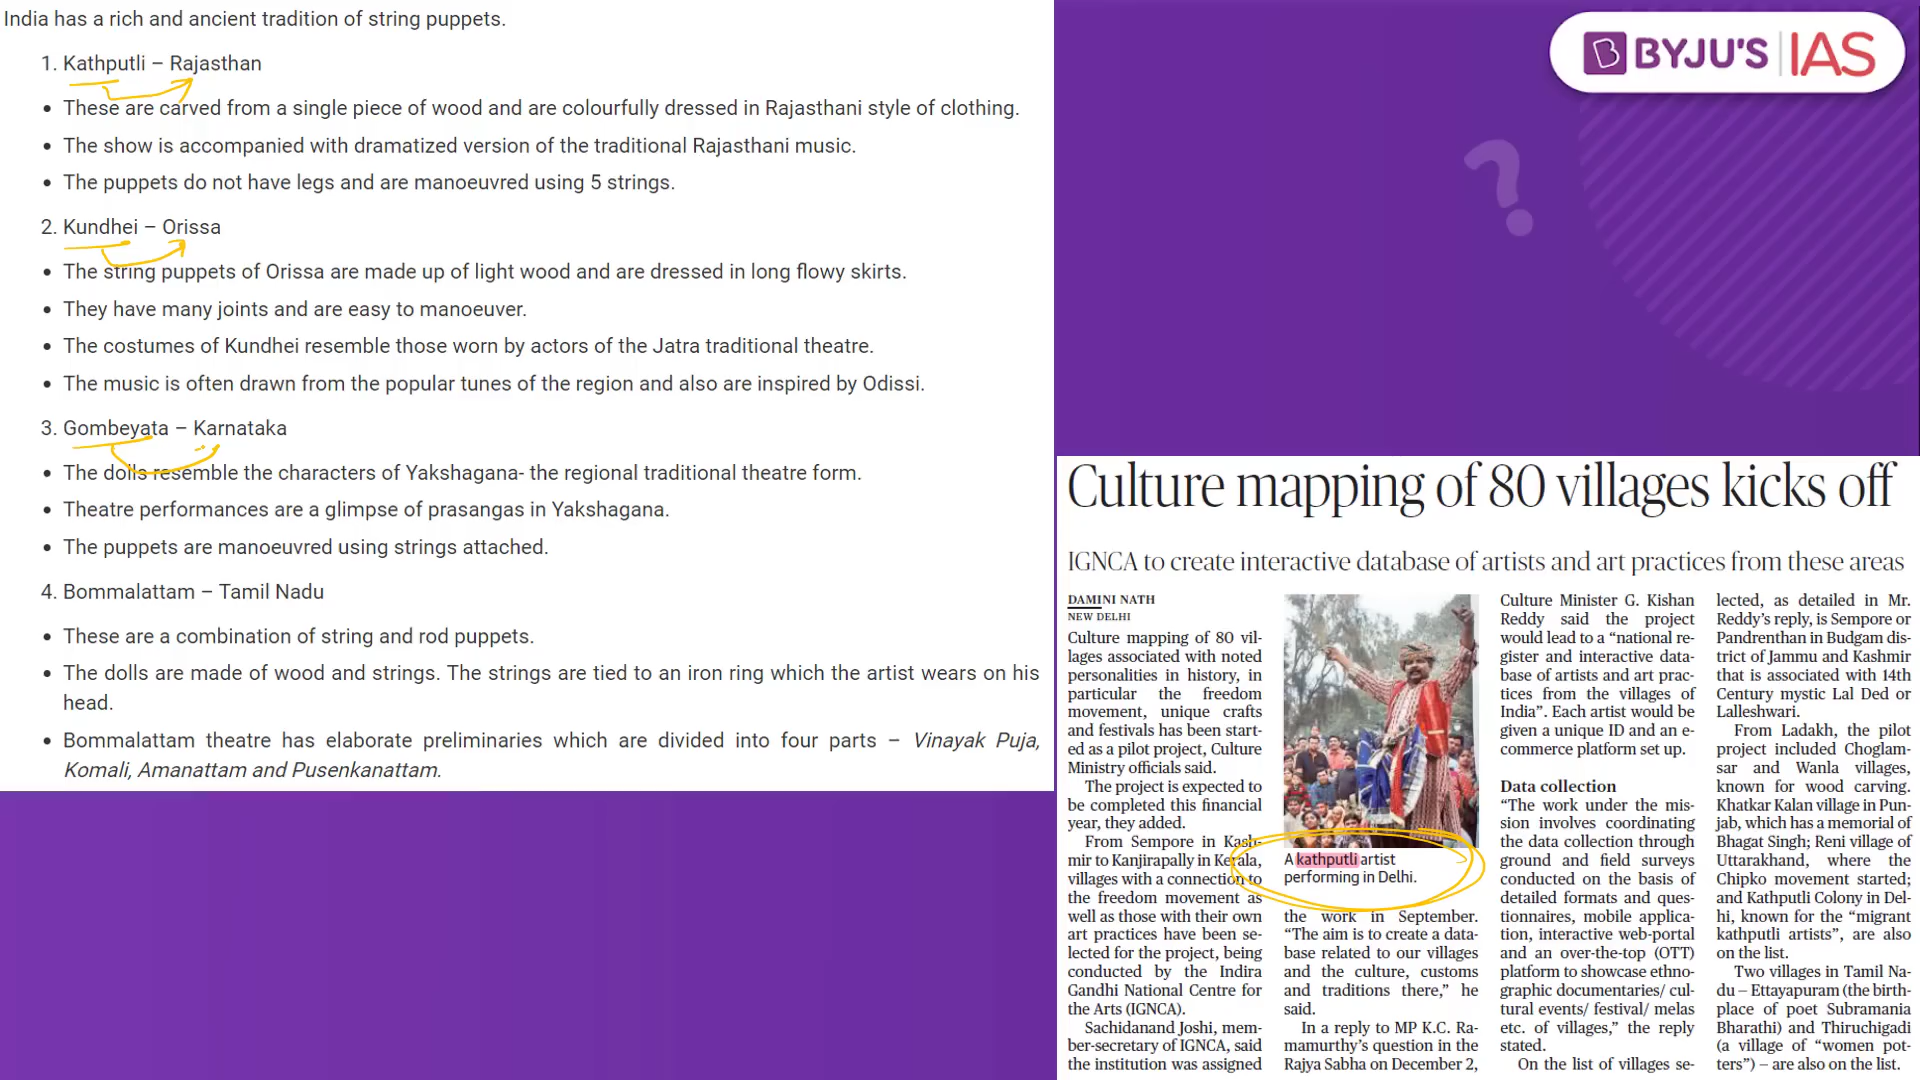 India has a rich and ancient tradition of string puppets.
1. Kathputli – Rajasthan
• These are carved from a single piece of wood and are colourfully dressed in Rajasthani style of clothing.
• The show is accompanied with dramatized version of the traditional Rajasthani music.
• The puppets do not have legs and are manoeuvred using 5 strings.
2. Kundhei – Orissa
• The string puppets of Orissa are made up of light wood and are dressed in long flowy skirts.
• They have many joints and are easy to manoeuver.
• The costumes of Kundhei resemble those worn by actors of the Jatra traditional theatre.
• The music is often drawn from the popular tunes of the region and also are inspired by Odissi.
3. Gombeyata – Karnataka
• The dolls resemble the characters of Yakshagana- the regional traditional theatre form.
• Theatre performances are a glimpse of prasangas in Yakshagana.
• The puppets are manoeuvred using strings attached.
4. Bommalattam – Tamil Nadu
• These are a combination of string and rod puppets.
• The dolls are made of wood and strings. The strings are tied to an iron ring which the artist wears on his
head.
• Bommalattam theatre has elaborate preliminaries which are divided into four parts – Vinayak Puja,
Komali, Amanattam and Pusenkanattam.
BYJU'S IAS
?
Culture mapping of 80 villages kicks off
IGNCA to create interactive database of artists and art practices from these areas
DAMINI NATH
NEW DELHI
Culture mapping of 80 vil-
lages associated with noted
personalities in history, in
particular the freedom
movement, unique crafts
and festivals has been start-
ed as a pilot project, Culture
Ministry officials said.
The project is expected to
be completed this financial
year, they added.
From Sempore in Kash-
mir to Kanjirapally in Kerala,
villages with a connection to
the freedom movement as
well as those with their own
art practices have been se-
lected for the project, being
conducted by the Indira
Gandhi National Centre for
the Arts (IGNCA).
Sachidanand Joshi, mem-
ber-secretary of IGNCA, said
the institution was assigned
A kathputli artist
performing in Delhi.
the work in September.
“The aim is to create a data-
base related to our villages
and the culture, customs
and traditions there,” he
said.
In a reply to MP K.C. Ra-
mamurthy’s question in the
Rajya Sabha on December 2,
Culture Minister G. Kishan
Reddy said the project
would lead to a “national re-
gister and interactive data-
base of artists and art prac-
tices from the villages of
India”. Each artist would be
given a unique ID and an e-
commerce platform set up.
Data collection
“The work under the mis-
sion involves coordinating
the data collection through
ground and field surveys
conducted on the basis of
detailed formats and ques-
tionnaires, mobile applica-
tion, interactive web-portal
and an over-the-top (OTT)
platform to showcase ethno-
graphic documentaries/ cul-
tural events/ festival/ melas
etc. of villages,” the reply
stated.
On the list of villages se-
lected, as detailed in Mr.
Reddy’s reply, is Sempore or
Pandrenthan in Budgam dis-
trict of Jammu and Kashmir
that is associated with 14th
Century mystic Lal Ded or
Lalleshwari.
From Ladakh, the pilot
project included Choglam-
sar and Wanla villages,
known for wood carving.
Khatkar Kalan village in Pun-
jab, which has a memorial of
Bhagat Singh; Reni village of
Uttarakhand, where the
Chipko movement started;
and Kathputli Colony in Del-
hi, known for the “migrant
kathputli artists”, are also
on the list.
Two villages in Tamil Na-
du – Ettayapuram (the birth-
place of poet Subramania
Bharathi) and Thiruchigadi
(a village of “women pot-
ters”) – are also on the list.